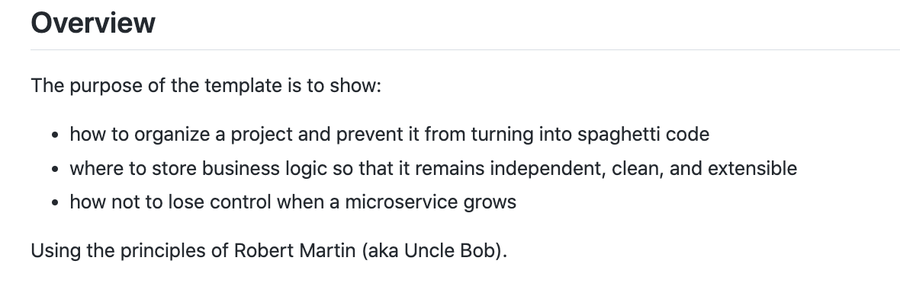 Overview
The purpose of the template is to show:
• how to organize a project and prevent it from turning into spaghetti code
• where to store business logic so that it remains independent, clean, and extensible
• how not to lose control when a microservice grows
Using the principles of Robert Martin (aka Uncle Bob).